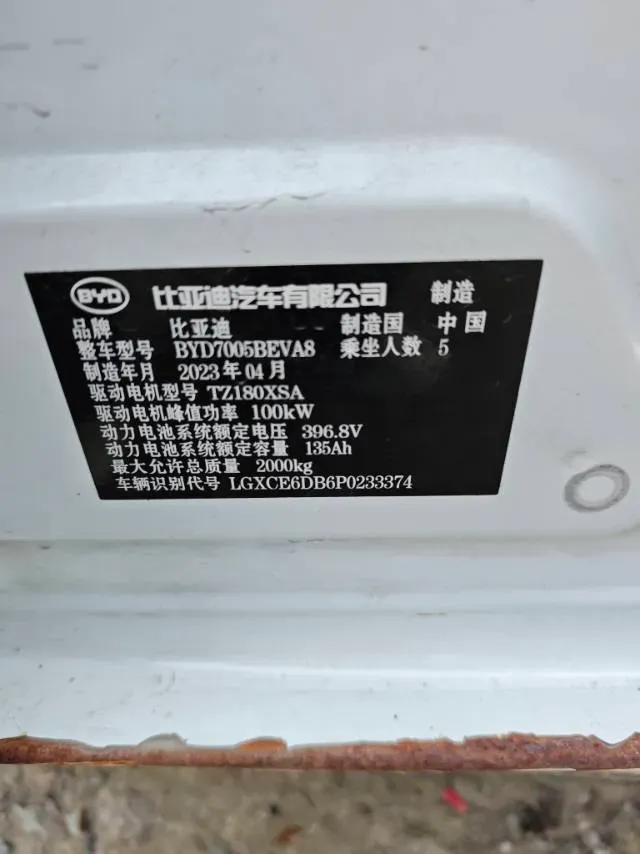 BYD 比亚迪汽车有限公司 制造
品牌 比亚迪 制造国 中国
整车型号 BYD7005BEVA8 乘坐人数 5
制造年月 2023年04月
驱动电机型号 TZ180XSA
驱动电机峰值功率 100kW
动力电池系统额定电压 396.8V
动力电池系统额定容量 135Ah
最大允许总质量 2000kg
车辆识别代号 LGXCE6DB6P0233374